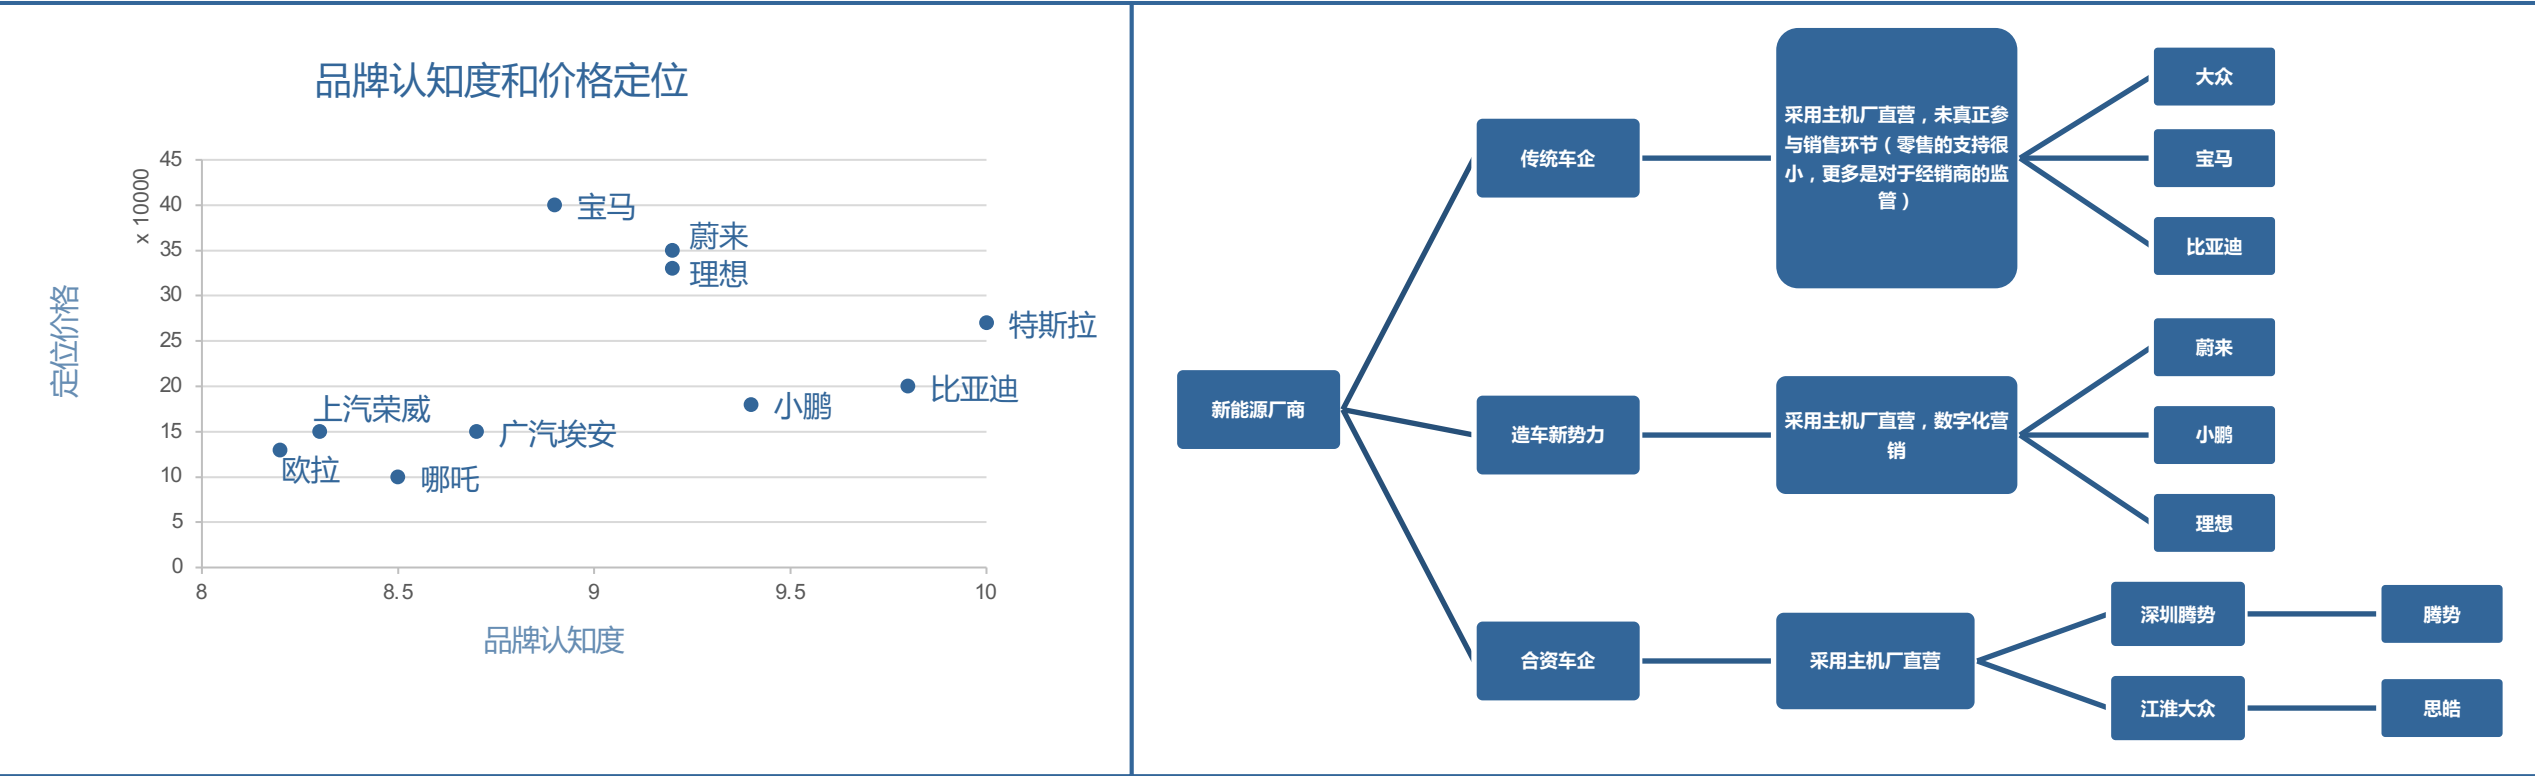 品牌认知度和价格定位
x 10000
45
40
35
30
25
20
15
10
5
0
定位价格
宝马
蔚来
理想
特斯拉
比亚迪
小鹏
上汽荣威
广汽埃安
欧拉
哪吒
8
8.5
9
9.5
10
品牌认知度
新能源厂商
传统车企
采用主机厂直营，未真正参
与销售环节（零售的支持很
小，更多是对于经销商的监
管）
大众
宝马
比亚迪
造车新势力
采用主机厂直营，数字化营
销
蔚来
小鹏
理想
合资车企
采用主机厂直营
深圳腾势
腾势
江淮大众
思皓